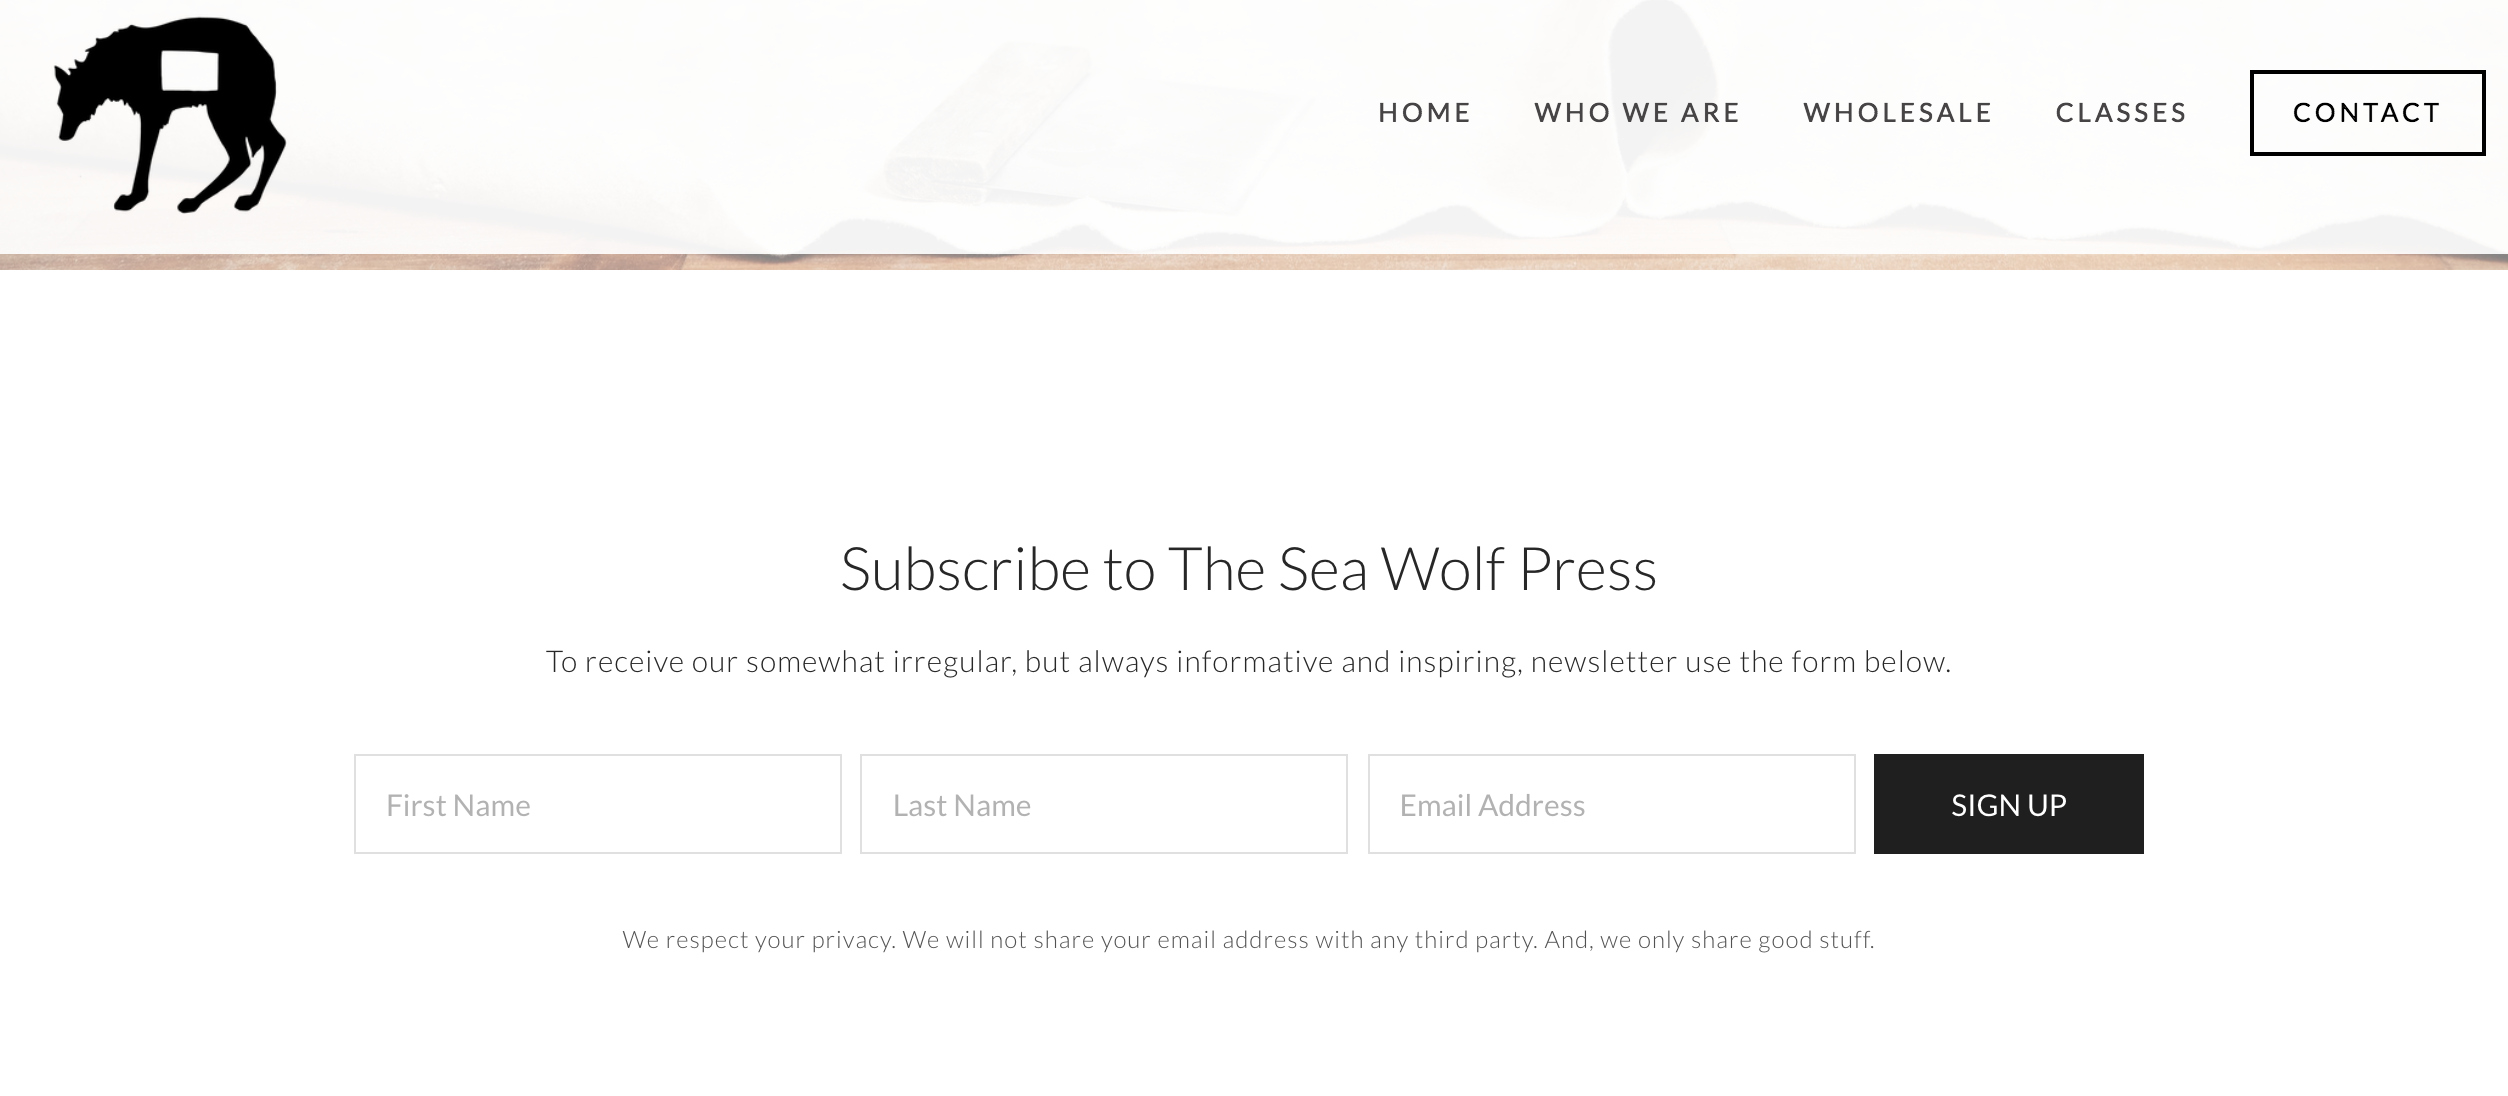 HOME WHO WE ARE WHOLESALE CLASSES CONTACT
Subscribe to The Sea Wolf Press
To receive our somewhat irregular, but always informative and inspiring, newsletter use the form below.
First Name Last Name Email Address SIGN UP
We respect your privacy. We will not share your email address with any third party. And, we only share good stuff.